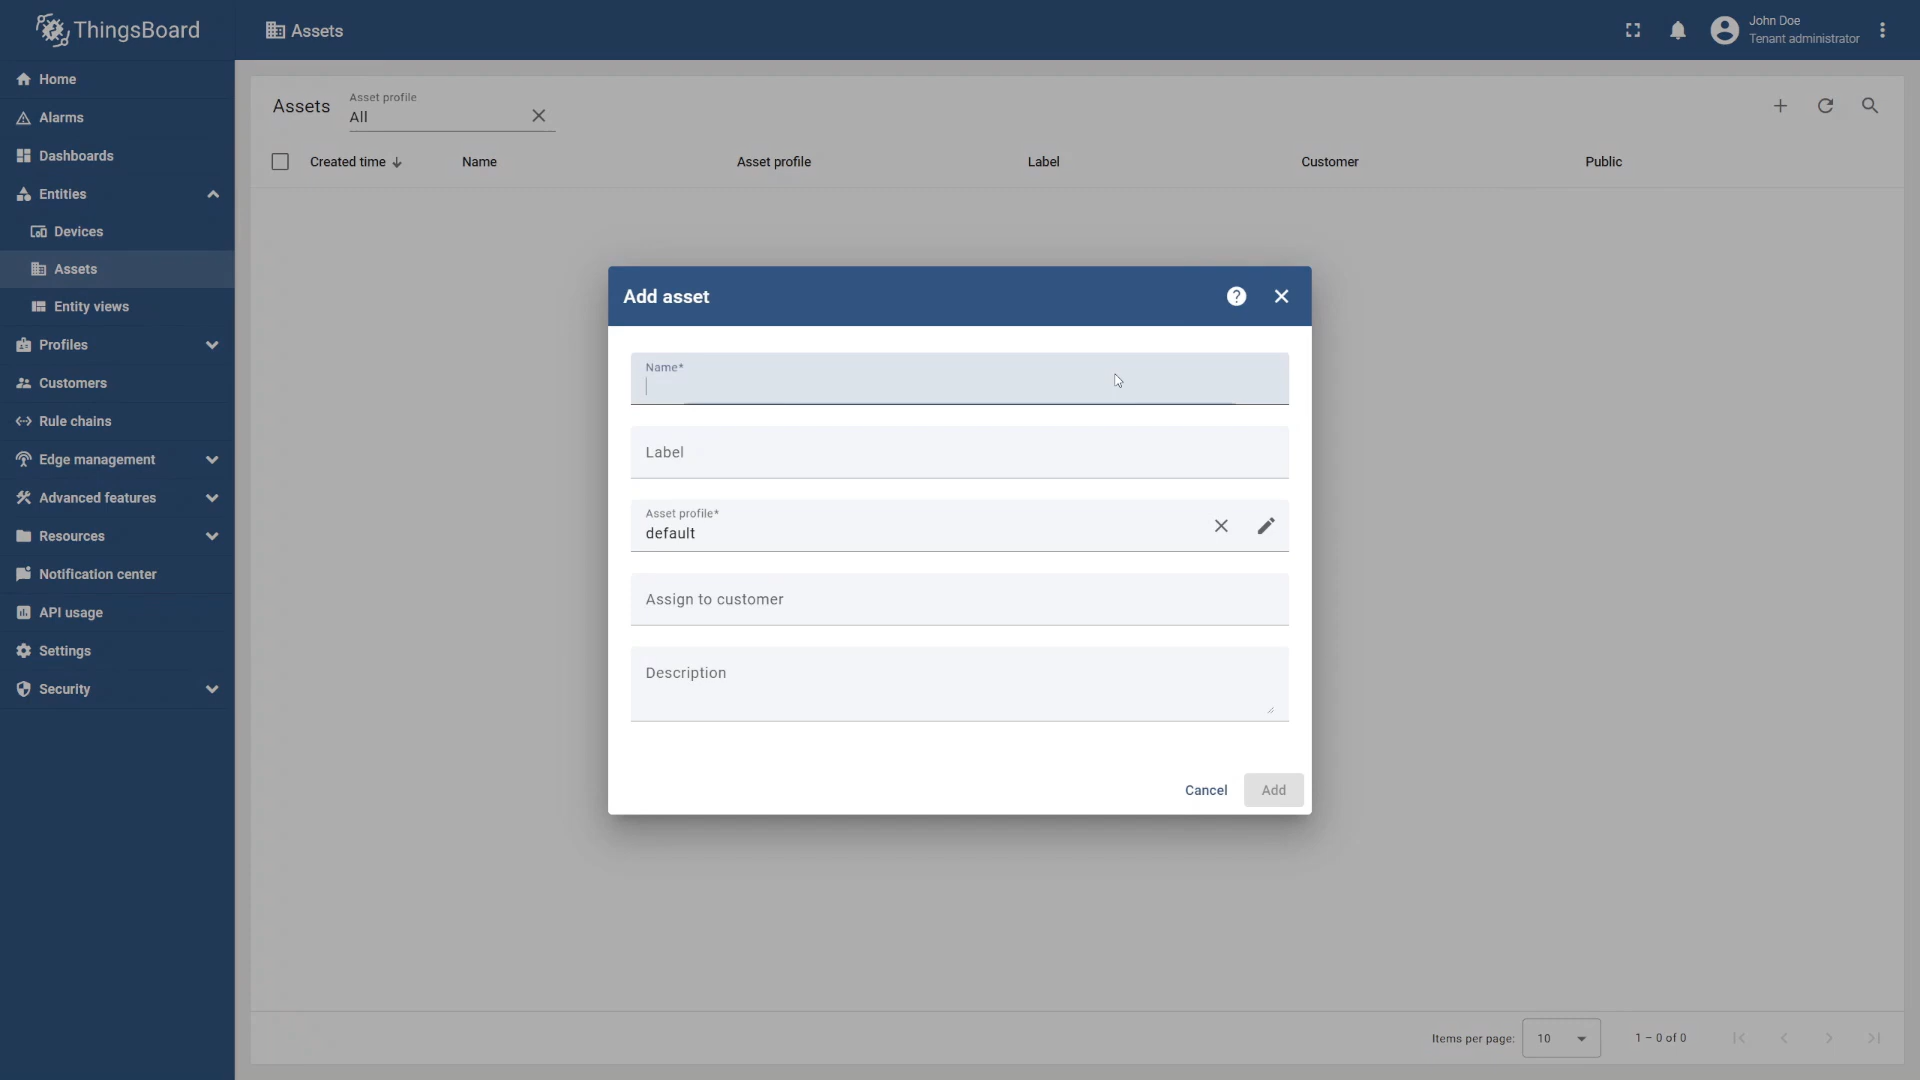 ThingsBoard
Assets
John Doe
Tenant administrator
Home
Alarms
Dashboards
Entities
Devices
Assets
Entity views
Profiles
Customers
Rule chains
Edge management
Advanced features
Resources
Notification center
API usage
Settings
Security
Assets
Asset profile
All
Created time Name Asset profile Label Customer Public
Add asset
?
Name*
Label
Asset profile*
default
Assign to customer
Description
Cancel Add
Items per page: 10 1 – 0 of 0